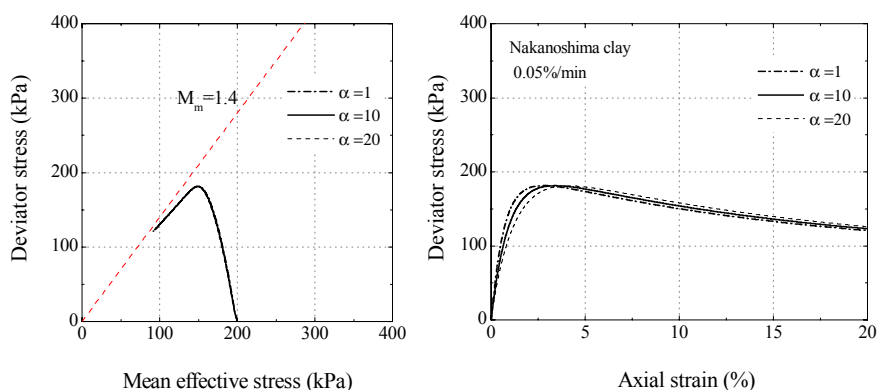 400
300
200
100
0
0
100
200
300
400
Deviator stress (kPa)
Mean effective stress (kPa)
M_m=1.4
α =1
α =10
α =20
400
300
200
100
0
0
5
10
15
20
Deviator stress (kPa)
Axial strain (%)
Nakanoshima clay
0.05%/min
α =1
α =10
α =20